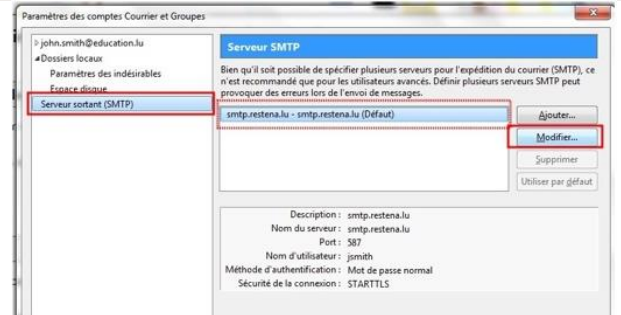 Paramètres des comptes Courrier et Groupes
john.smith@education.lu
Dossiers locaux
Paramètres des indésirables
Espace disque
Serveur sortant (SMTP)
Serveur SMTP
Bien qu'il soit possible de spécifier plusieurs serveurs pour l'expédition du courrier (SMTP), ce
n'est recommandé que pour les utilisateurs avancés. Définir plusieurs serveurs SMTP peut
provoquer des erreurs lors de l'envoi de messages.
smtp.restena.lu - smtp.restena.lu (Défaut)
Ajouter...
Modifier...
Supprimer
Utiliser par défaut
Description : smtp.restena.lu
Nom du serveur : smtp.restena.lu
Port : 587
Nom d'utilisateur : jsmith
Méthode d'authentification : Mot de passe normal
Sécurité de la connexion : STARTTLS